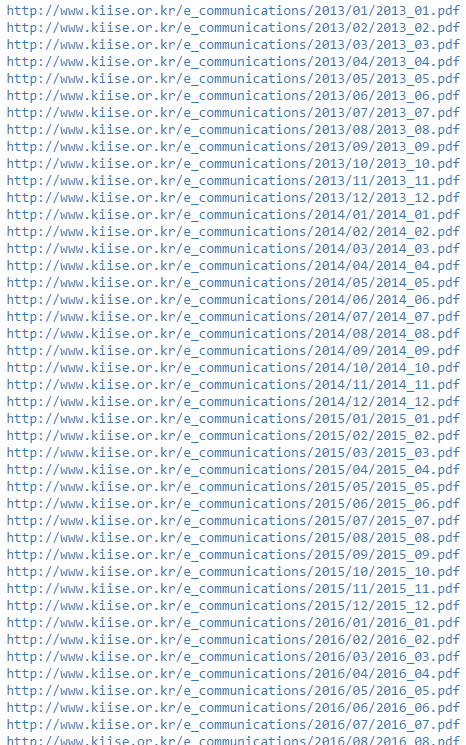 http://www.kiise.or.kr/e_communications/2013/01/2013_01.pdf
http://www.kiise.or.kr/e_communications/2013/02/2013_02.pdf
http://www.kiise.or.kr/e_communications/2013/03/2013_03.pdf
http://www.kiise.or.kr/e_communications/2013/04/2013_04.pdf
http://www.kiise.or.kr/e_communications/2013/05/2013_05.pdf
http://www.kiise.or.kr/e_communications/2013/06/2013_06.pdf
http://www.kiise.or.kr/e_communications/2013/07/2013_07.pdf
http://www.kiise.or.kr/e_communications/2013/08/2013_08.pdf
http://www.kiise.or.kr/e_communications/2013/09/2013_09.pdf
http://www.kiise.or.kr/e_communications/2013/10/2013_10.pdf
http://www.kiise.or.kr/e_communications/2013/11/2013_11.pdf
http://www.kiise.or.kr/e_communications/2013/12/2013_12.pdf
http://www.kiise.or.kr/e_communications/2014/01/2014_01.pdf
http://www.kiise.or.kr/e_communications/2014/02/2014_02.pdf
http://www.kiise.or.kr/e_communications/2014/03/2014_03.pdf
http://www.kiise.or.kr/e_communications/2014/04/2014_04.pdf
http://www.kiise.or.kr/e_communications/2014/05/2014_05.pdf
http://www.kiise.or.kr/e_communications/2014/06/2014_06.pdf
http://www.kiise.or.kr/e_communications/2014/07/2014_07.pdf
http://www.kiise.or.kr/e_communications/2014/08/2014_08.pdf
http://www.kiise.or.kr/e_communications/2014/09/2014_09.pdf
http://www.kiise.or.kr/e_communications/2014/10/2014_10.pdf
http://www.kiise.or.kr/e_communications/2014/11/2014_11.pdf
http://www.kiise.or.kr/e_communications/2014/12/2014_12.pdf
http://www.kiise.or.kr/e_communications/2015/01/2015_01.pdf
http://www.kiise.or.kr/e_communications/2015/02/2015_02.pdf
http://www.kiise.or.kr/e_communications/2015/03/2015_03.pdf
http://www.kiise.or.kr/e_communications/2015/04/2015_04.pdf
http://www.kiise.or.kr/e_communications/2015/05/2015_05.pdf
http://www.kiise.or.kr/e_communications/2015/06/2015_06.pdf
http://www.kiise.or.kr/e_communications/2015/07/2015_07.pdf
http://www.kiise.or.kr/e_communications/2015/08/2015_08.pdf
http://www.kiise.or.kr/e_communications/2015/09/2015_09.pdf
http://www.kiise.or.kr/e_communications/2015/10/2015_10.pdf
http://www.kiise.or.kr/e_communications/2015/11/2015_11.pdf
http://www.kiise.or.kr/e_communications/2015/12/2015_12.pdf
http://www.kiise.or.kr/e_communications/2016/01/2016_01.pdf
http://www.kiise.or.kr/e_communications/2016/02/2016_02.pdf
http://www.kiise.or.kr/e_communications/2016/03/2016_03.pdf
http://www.kiise.or.kr/e_communications/2016/04/2016_04.pdf
http://www.kiise.or.kr/e_communications/2016/05/2016_05.pdf
http://www.kiise.or.kr/e_communications/2016/06/2016_06.pdf
http://www.kiise.or.kr/e_communications/2016/07/2016_07.pdf
http://www.kiise.or.kr/e_communications/2016/08/2016_08.pdf